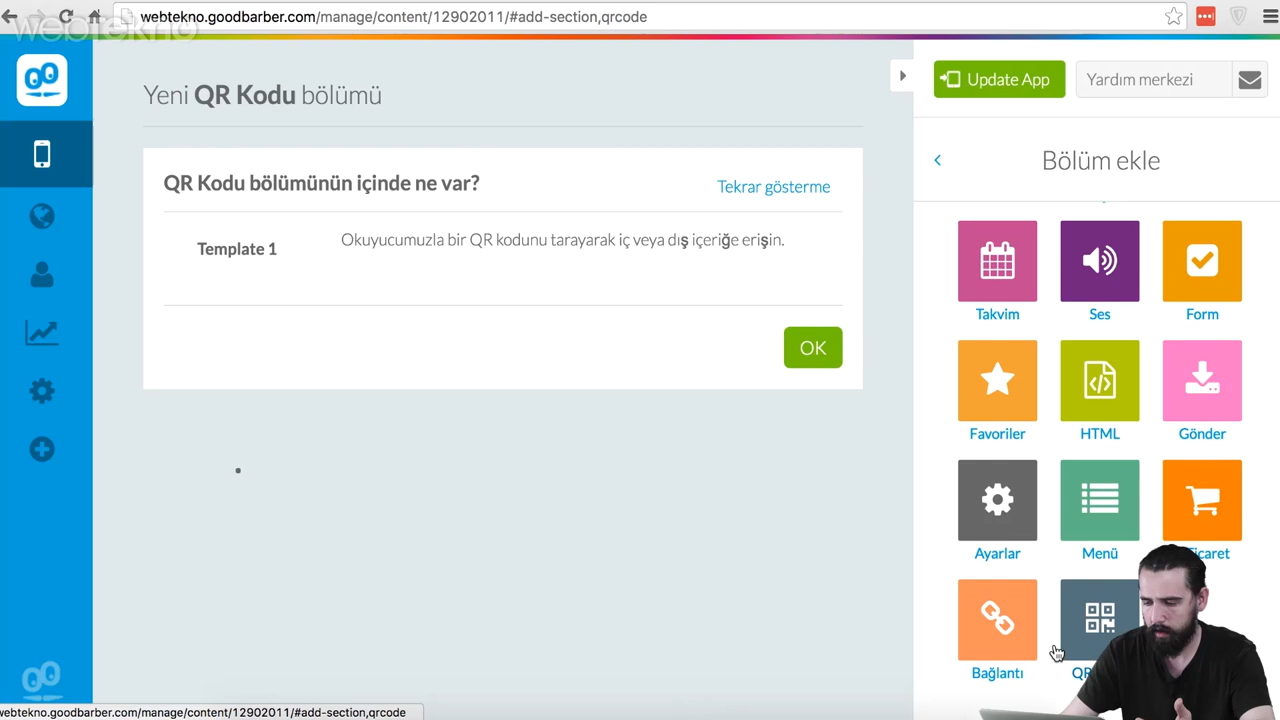 webtekno.goodbarber.com/manage/content/12902011/#add-section,qrcode
webtekno
Yeni QR Kodu bölümü
Update App
Yardım merkezi
Bölüm ekle
QR Kodu bölümünün içinde ne var?
Tekrar gösterme
Template 1
Okuyucumuzla bir QR kodunu tarayarak iç veya dış içeriğe erişin.
OK
Takvim
Ses
Form
Favoriler
HTML
Gönder
Ayarlar
Menü
Bağlantı
QR
webtekno.goodbarber.com/manage/content/12902011/#add-section,qrcode